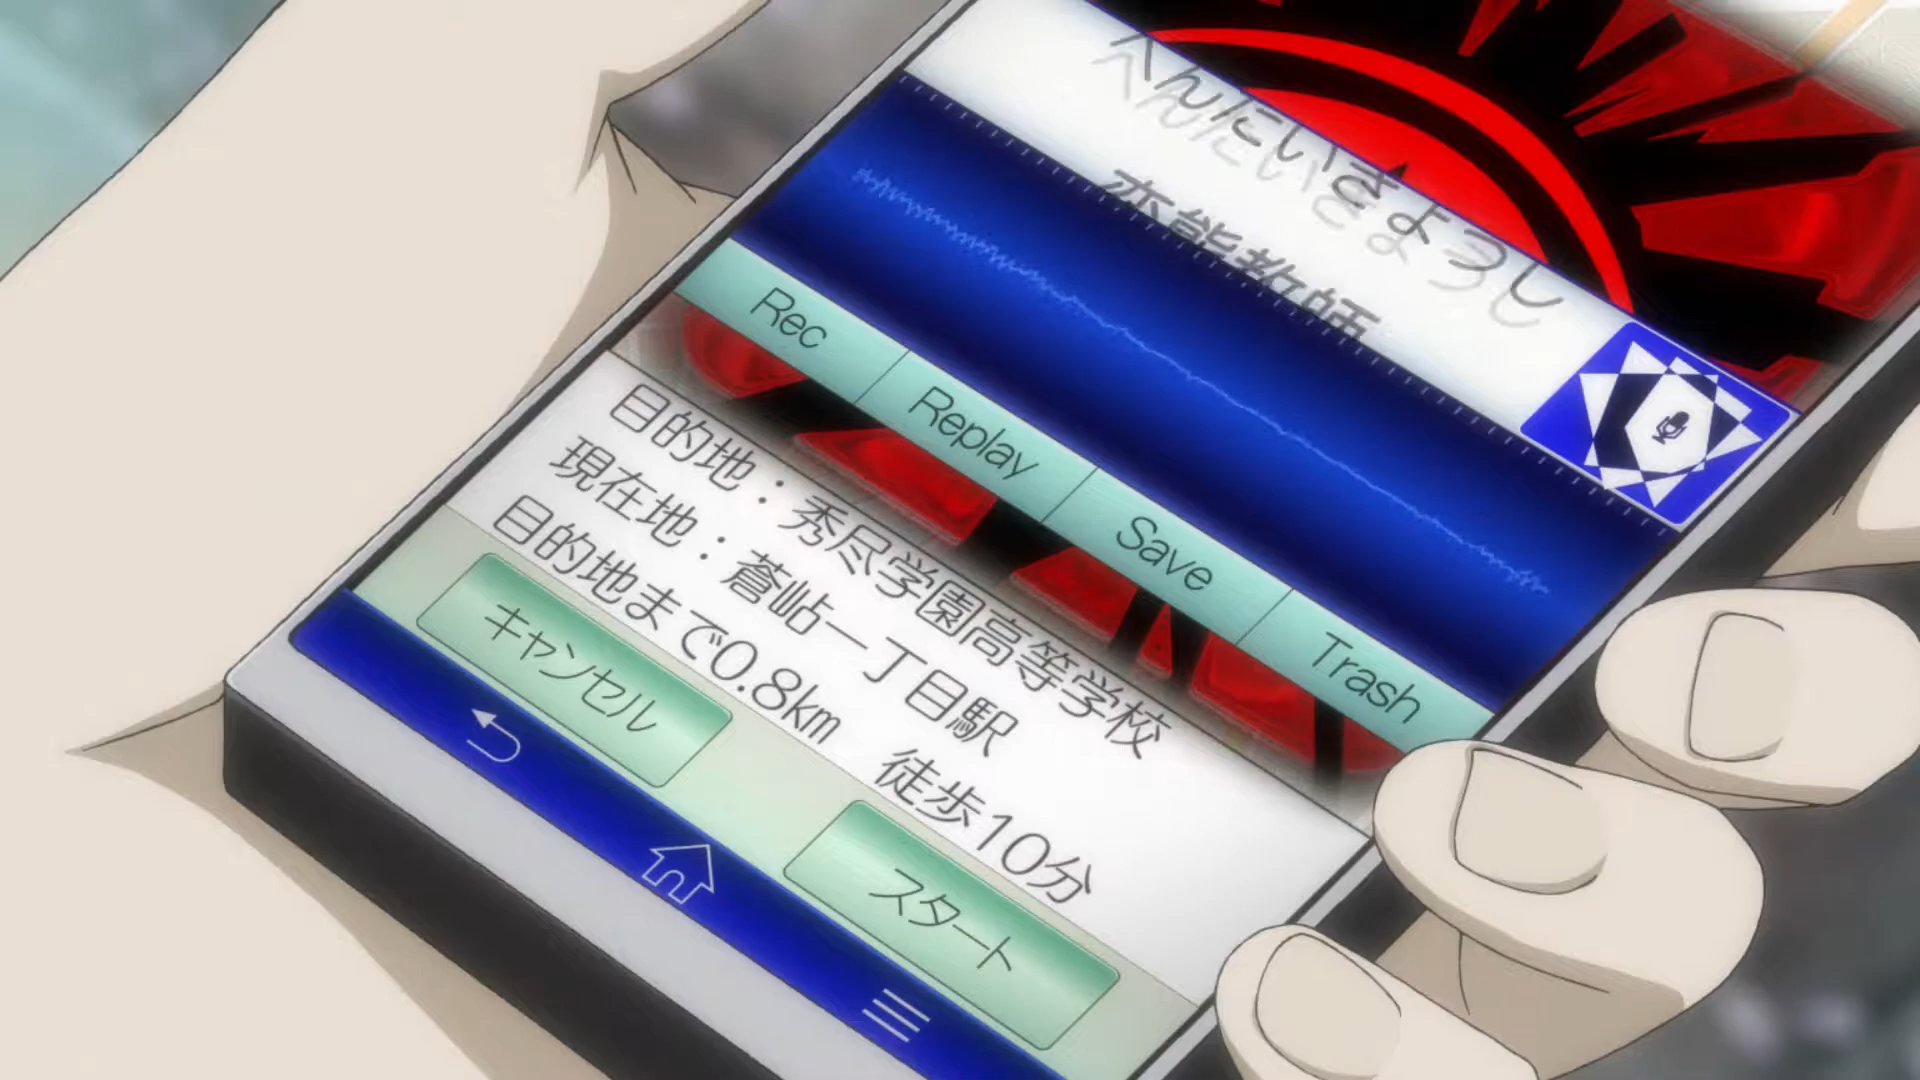 へんたいきょうし
変態教師
Rec
Replay
Save
Trash
目的地：秀尽学園高等学校
現在地：蒼山一丁目駅
目的地まで0.8km　徒歩10分
キャンセル
スタート